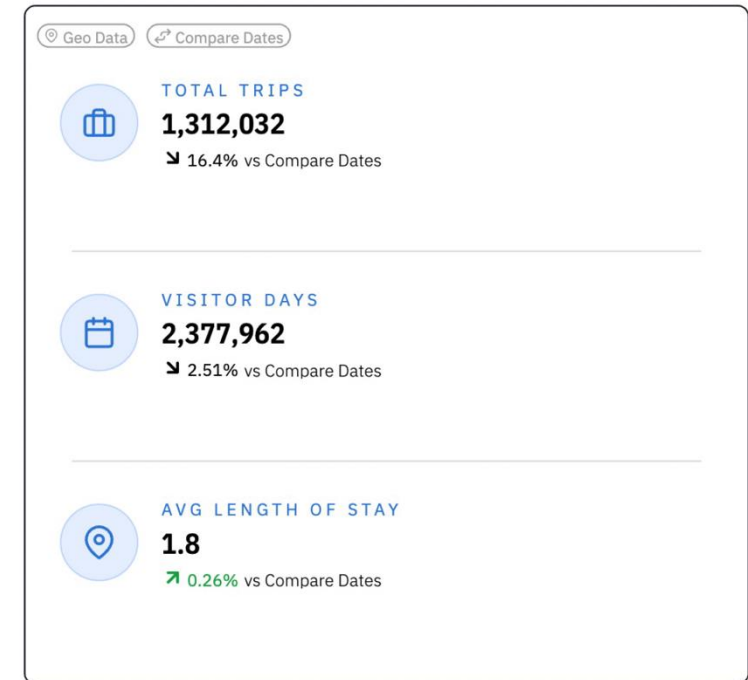 Geo Data Compare Dates
TOTAL TRIPS
1,312,032
16.4% vs Compare Dates
VISITOR DAYS
2,377,962
2.51% vs Compare Dates
AVG LENGTH OF STAY
1.8
0.26% vs Compare Dates